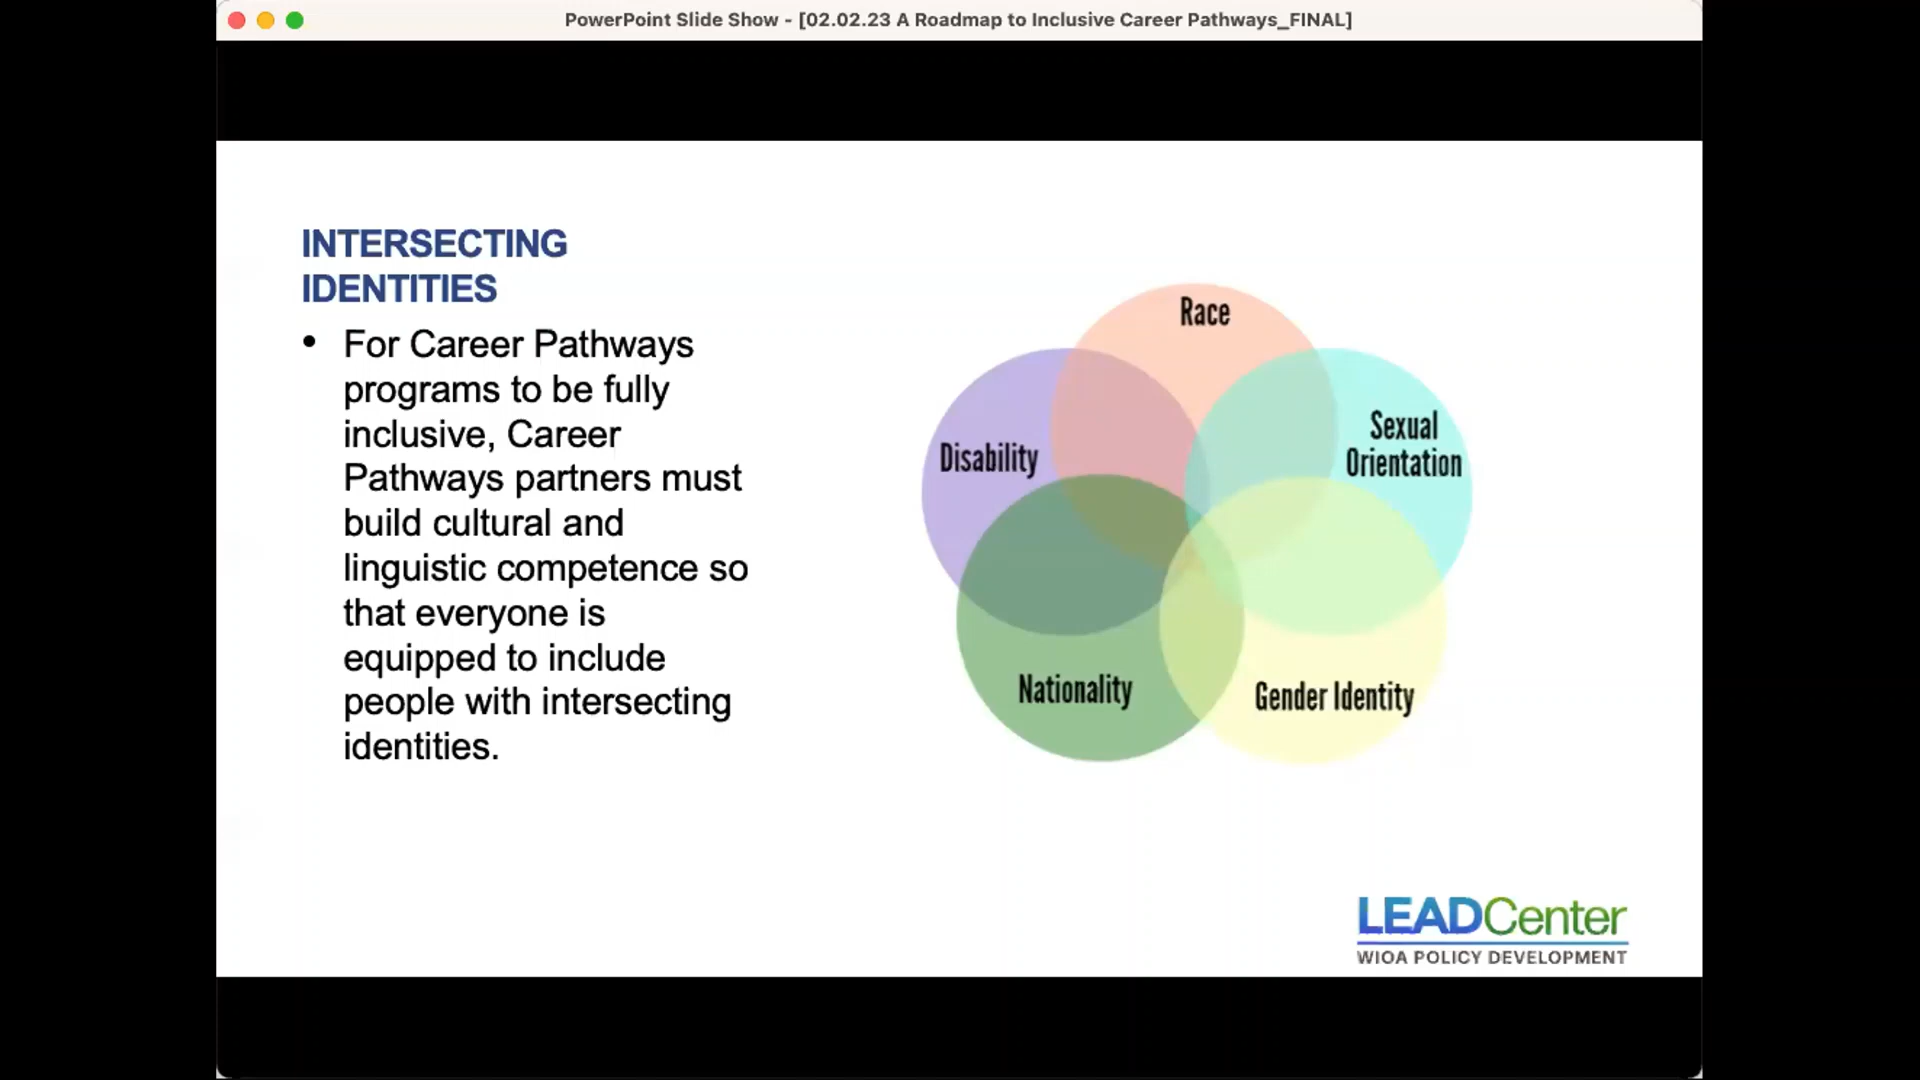 PowerPoint Slide Show - [02.02.23 A Roadmap to Inclusive Career Pathways_FINAL]
INTERSECTING
IDENTITIES
• For Career Pathways
programs to be fully
inclusive, Career
Pathways partners must
build cultural and
linguistic competence so
that everyone is
equipped to include
people with intersecting
identities.
Race
Disability
Sexual
Orientation
Nationality
Gender Identity
LEADCenter
WIOA POLICY DEVELOPMENT